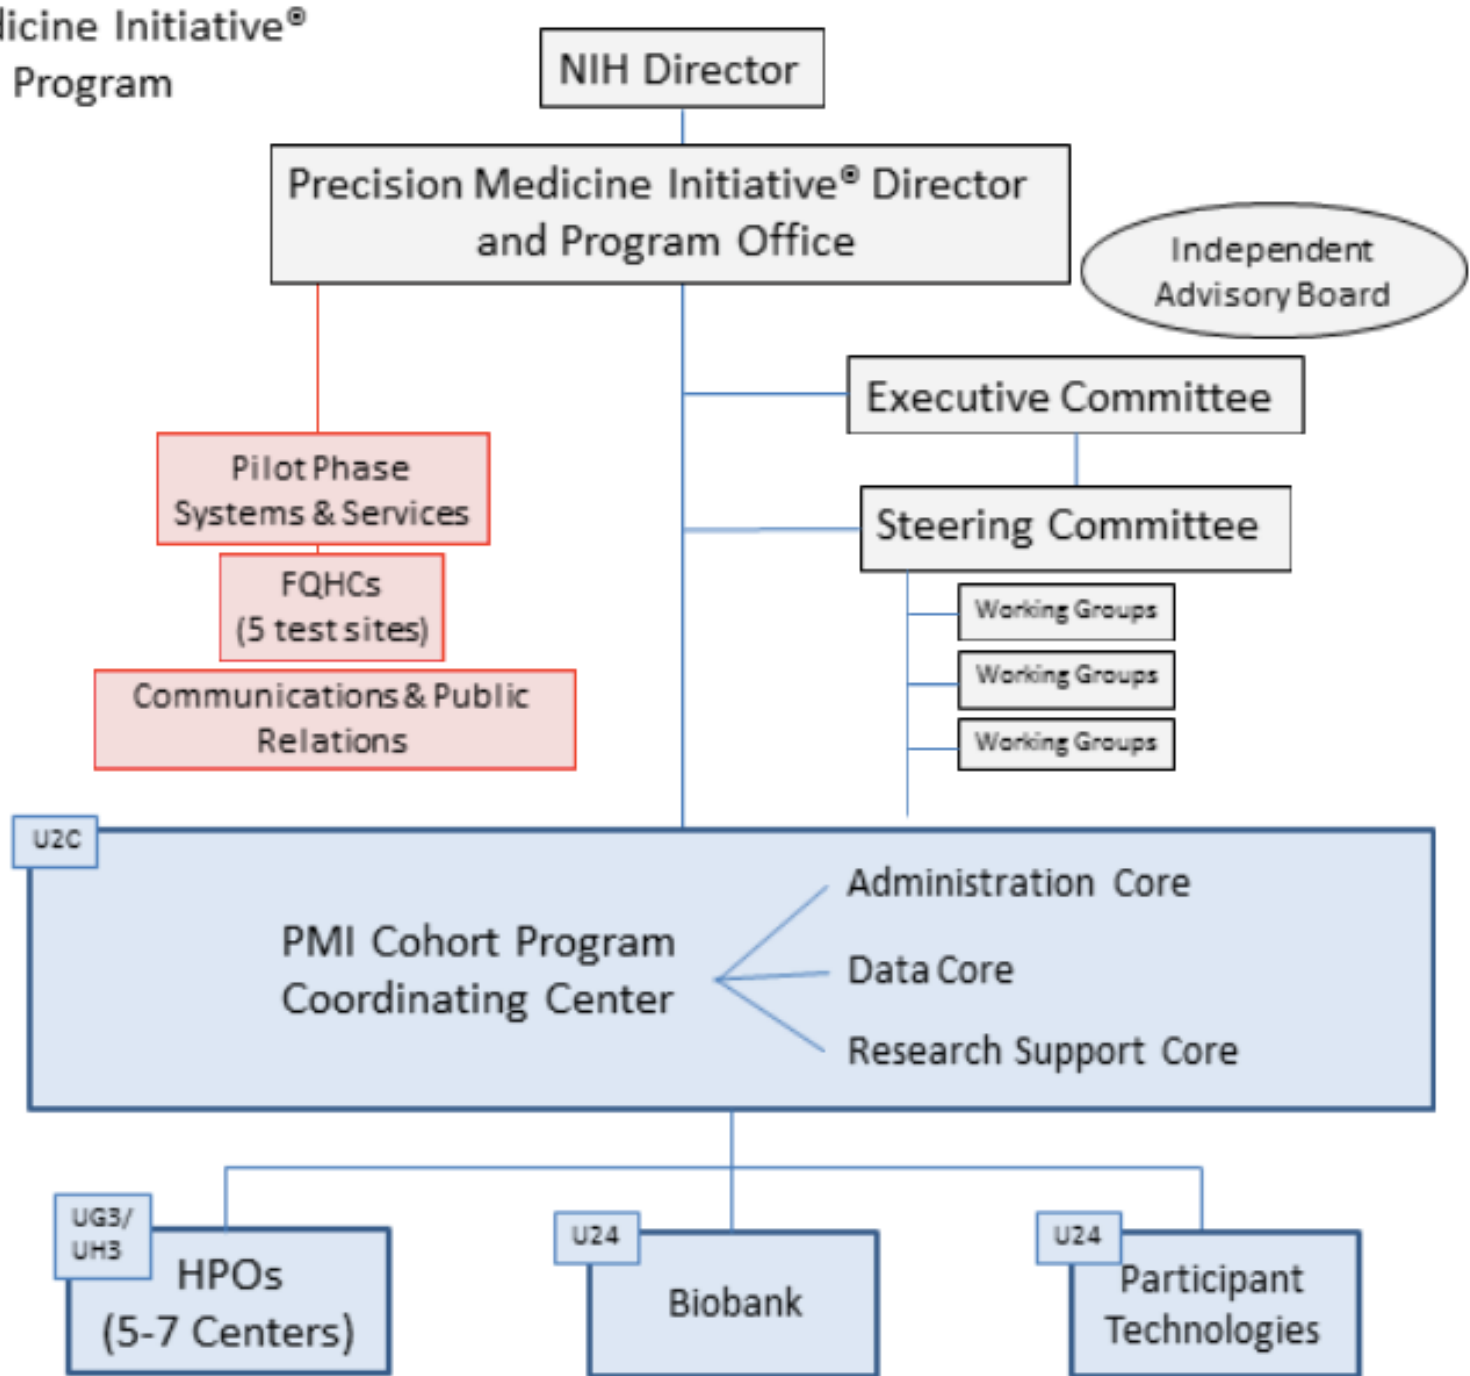 Initiative®
Program
NIH Director
Precision Medicine Initiative® Director
and Program Office
Independent
Advisory Board
Executive Committee
Pilot Phase
Systems & Services
Steering Committee
FQHCs
(5 test sites)
Working Groups
Communications & Public
Relations
Working Groups
Working Groups
U2C
PMI Cohort Program
Coordinating Center
Administration Core
Data Core
Research Support Core
UG3/
UH3
HPOs
(5-7 Centers)
U24
Biobank
U24
Participant
Technologies